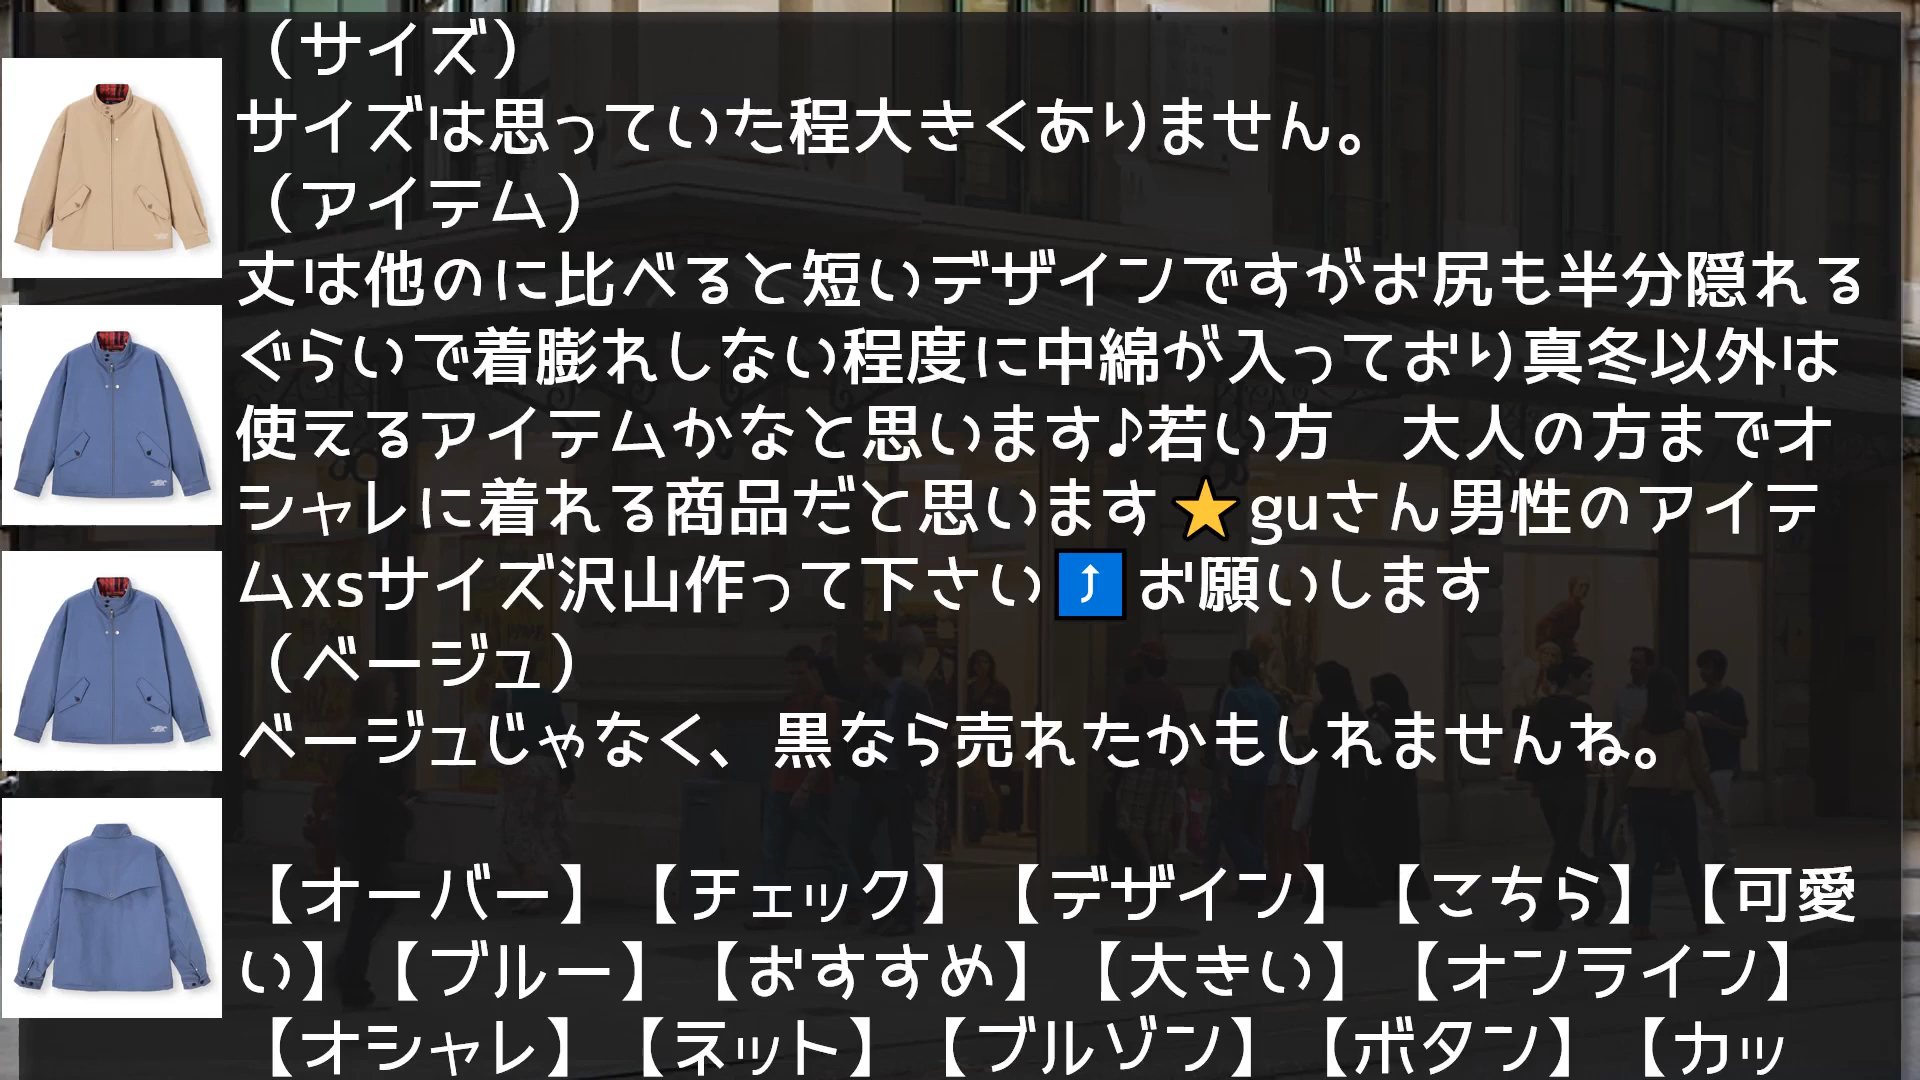 （サイズ）
サイズは思っていた程大きくありません。
（アイテム）
丈は他のに比べると短いデザインですがお尻も半分隠れる
ぐらいで着膨れしない程度に中綿が入っており真冬以外は
使えるアイテムかなと思います♪若い方　大人の方までオ
シャレに着れる商品だと思います⭐guさん男性のアイテ
ムxsサイズ沢山作って下さい⤴お願いします
（ベージュ）
ベージュじゃなく、黒なら売れたかもしれませんね。
【オーバー】【チェック】【デザイン】【こちら】【可愛
い】【ブルー】【おすすめ】【大きい】【オンライン】
【オシャレ】【ネット】【ブルゾン】【ボタン】【カッ